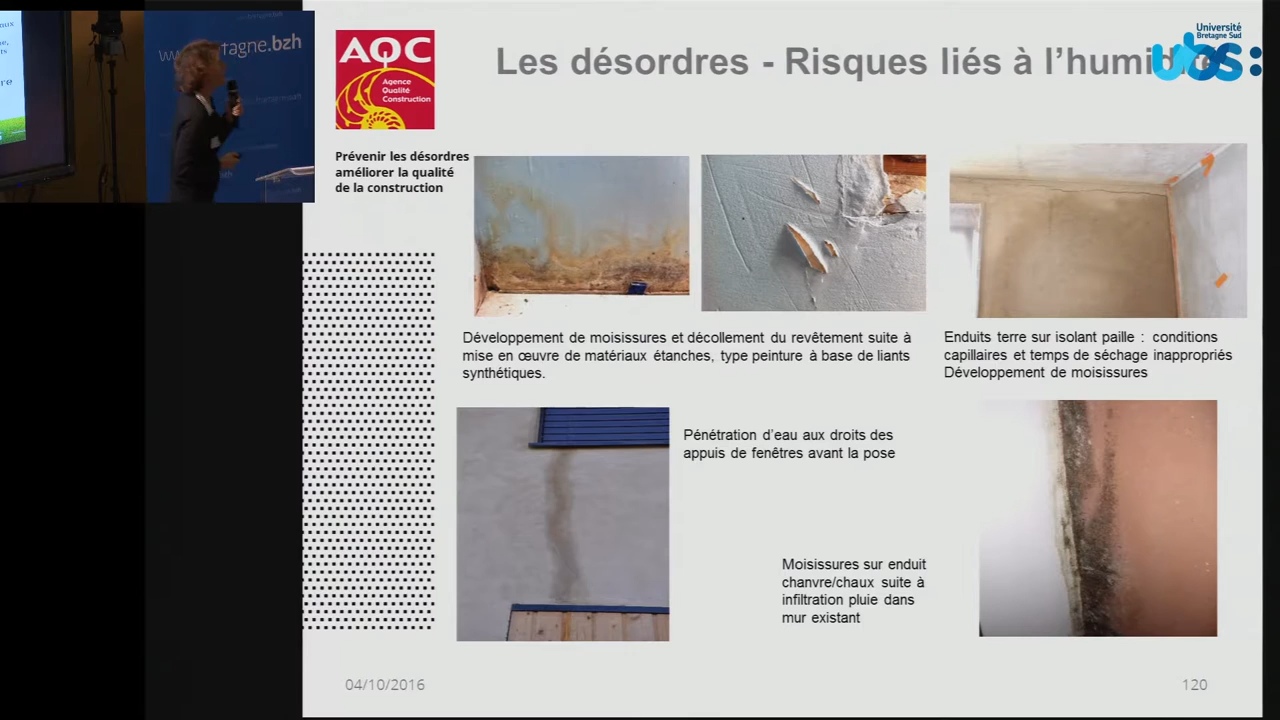 AQC
Agence
Qualité
Construction
Les désordres - Risques liés à l'humidité
Université
Bretagne Sud
ubs:
Prévenir les désordres
améliorer la qualité
de la construction
Développement de moisissures et décollement du revêtement suite à
mise en œuvre de matériaux étanches, type peinture à base de liants
synthétiques.
Enduits terre sur isolant paille : conditions
capillaires et temps de séchage inappropriés
Développement de moisissures
Pénétration d'eau aux droits des
appuis de fenêtres avant la pose
Moisissures sur enduit
chanvre/chaux suite à
infiltration pluie dans
mur existant
04/10/2016
120